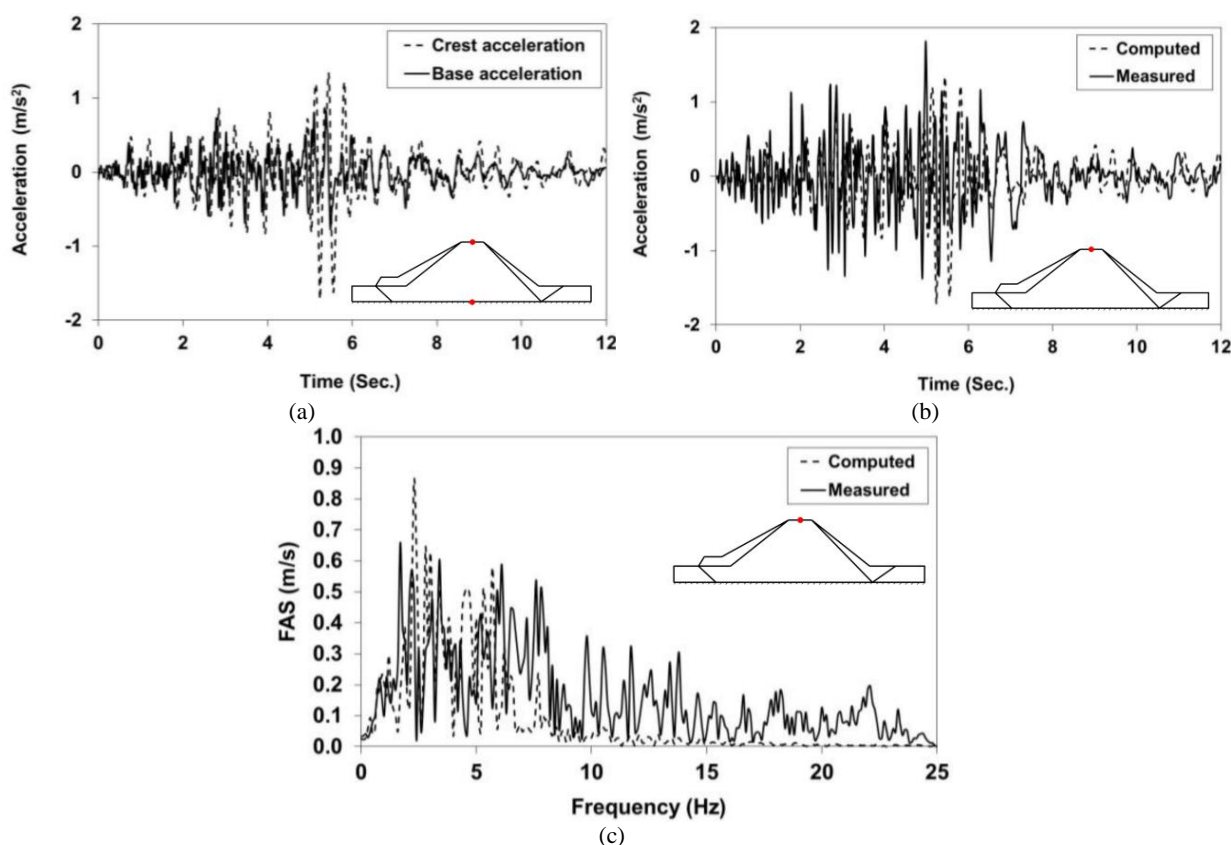 2
1
0
-1
-2
Acceleration (m/s²)
Crest acceleration
Base acceleration
0 2 4 6 8 10 12
Time (Sec.)
(a)
2
1
0
-1
-2
Acceleration (m/s²)
Computed
Measured
0 2 4 6 8 10 12
Time (Sec.)
(b)
1.0
0.9
0.8
0.7
0.6
0.5
0.4
0.3
0.2
0.1
0.0
FAS (m/s)
Computed
Measured
0 5 10 15 20 25
Frequency (Hz)
(c)